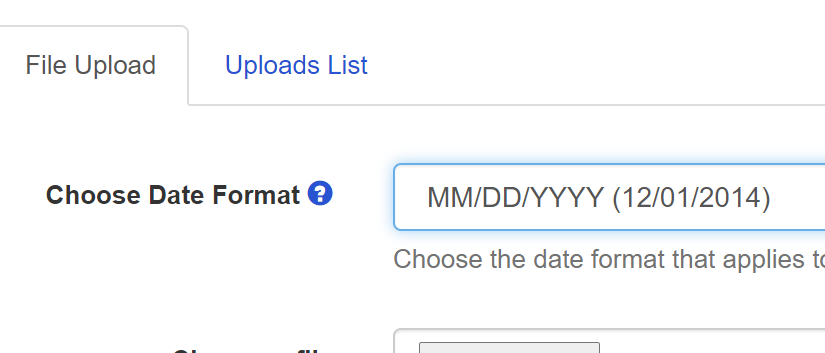 File Upload
Uploads List
Choose Date Format
MM/DD/YYYY (12/01/2014)
Choose the date format that applies